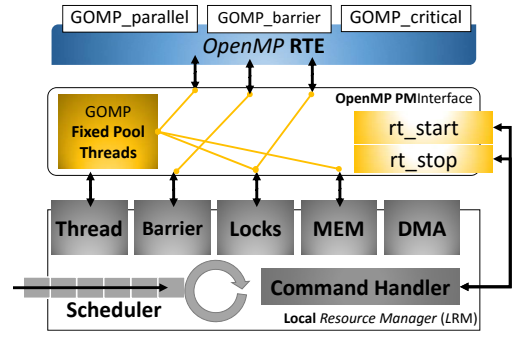 GOMP_parallel GOMP_barrier GOMP_critical
OpenMP RTE
OpenMP PMInterface
GOMP
Fixed Pool
Threads
rt_start
rt_stop
Thread Barrier Locks MEM DMA
Scheduler
Command Handler
Local Resource Manager (LRM)